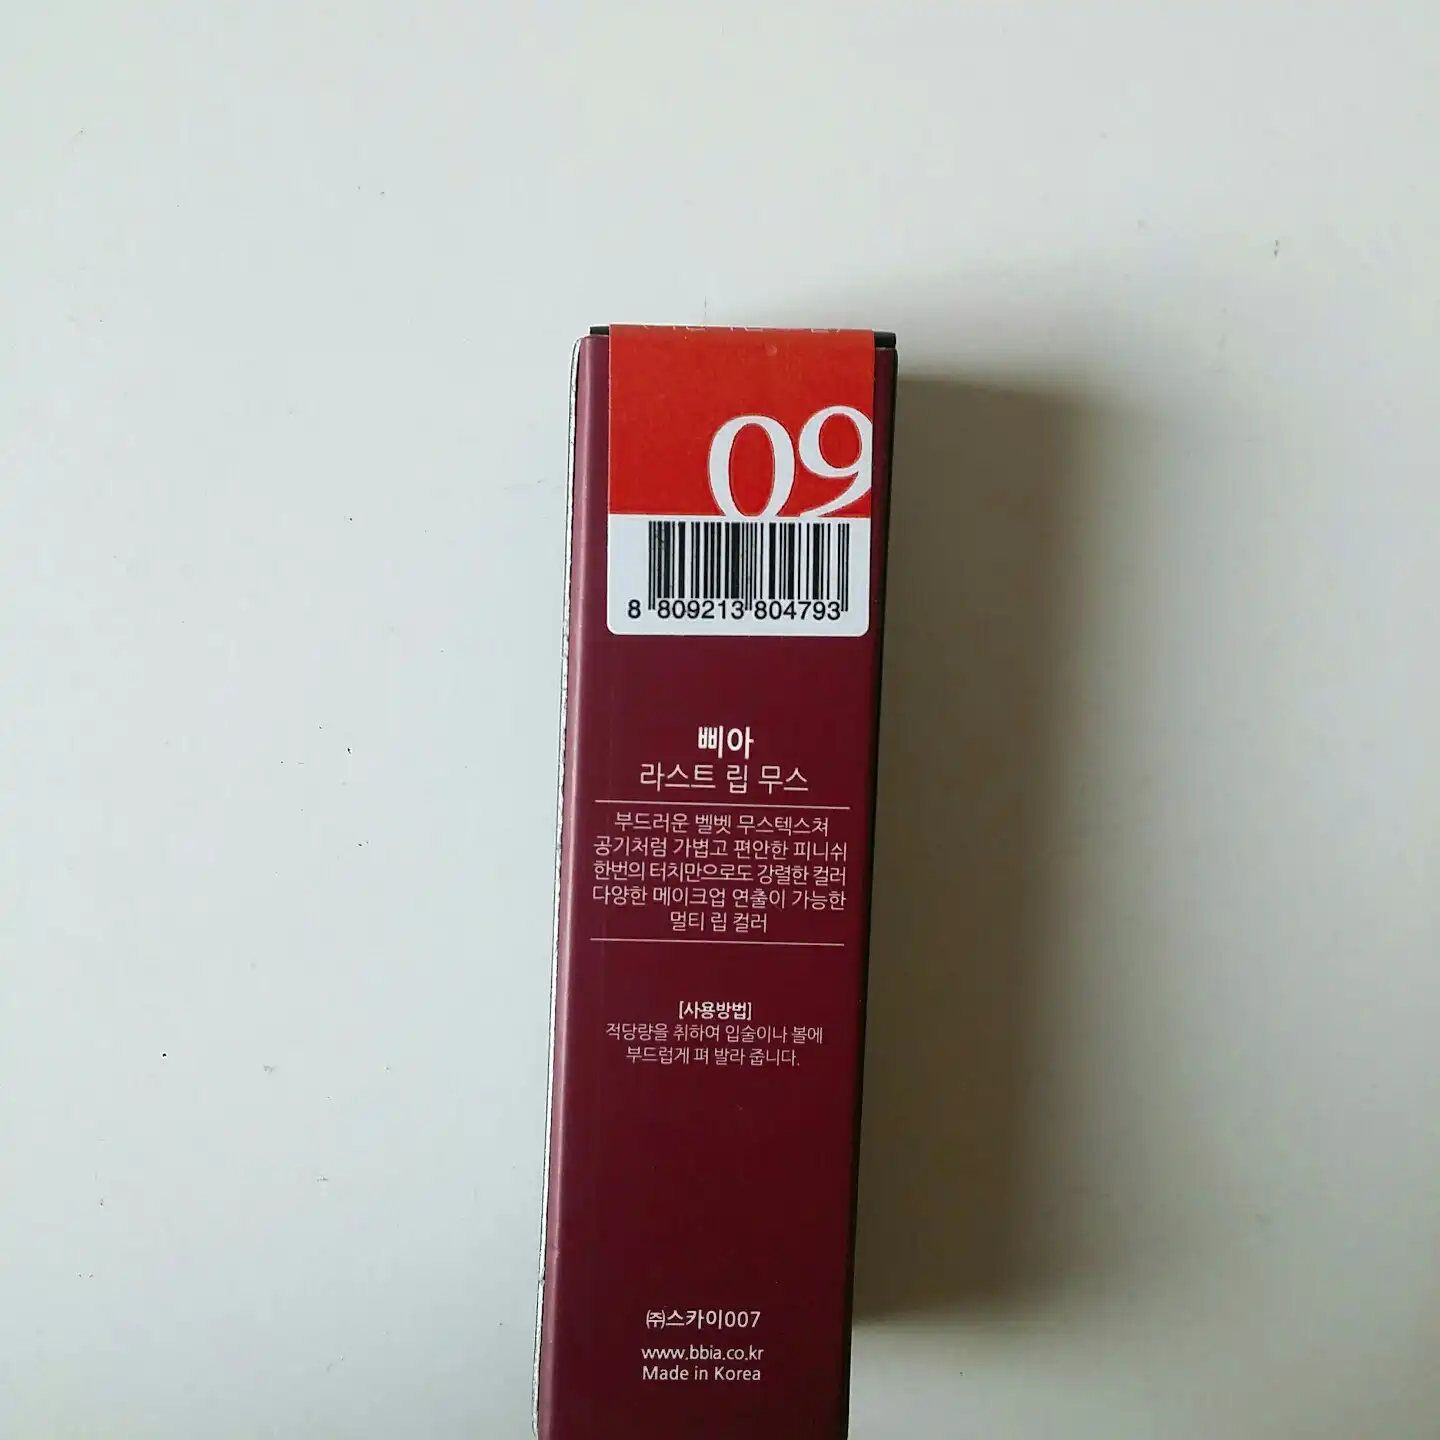 09
8 809213 804793
삐아
라스트 립 무스
부드러운 벨벳 무스텍스쳐
공기처럼 가볍고 편안한 피니쉬
한번의 터치만으로도 강렬한 컬러
다양한 메이크업 연출이 가능한
멀티 립 컬러
[사용방법]
적당량을 취하여 입술이나 볼에
부드럽게 펴 발라 줍니다.
㈜스카이007
www.bbia.co.kr
Made in Korea